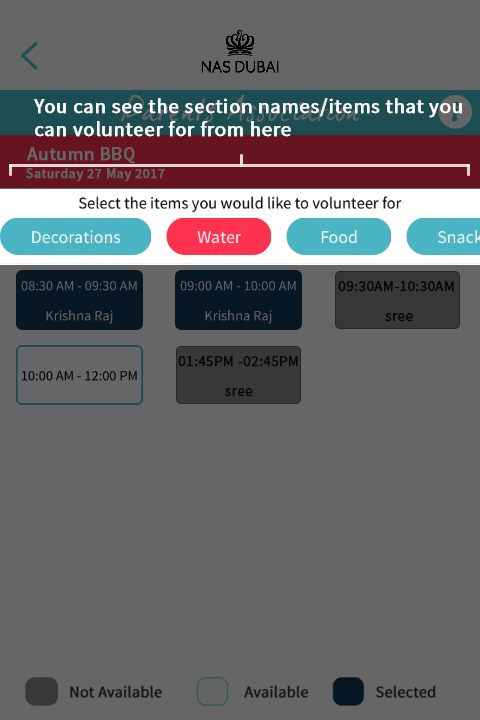 NAS DUBAI
Parents' Association
You can see the section names/items that you
can volunteer for from here
Autumn BBQ
Saturday 27 May 2017
Select the items you would like to volunteer for
Decorations Water Food Snack
08:30 AM - 09:30 AM 09:00 AM - 10:00 AM 09:30AM-10:30AM
Krishna Raj Krishna Raj sree
10:00 AM - 12:00 PM 01:45PM -02:45PM
sree
Not Available Available Selected